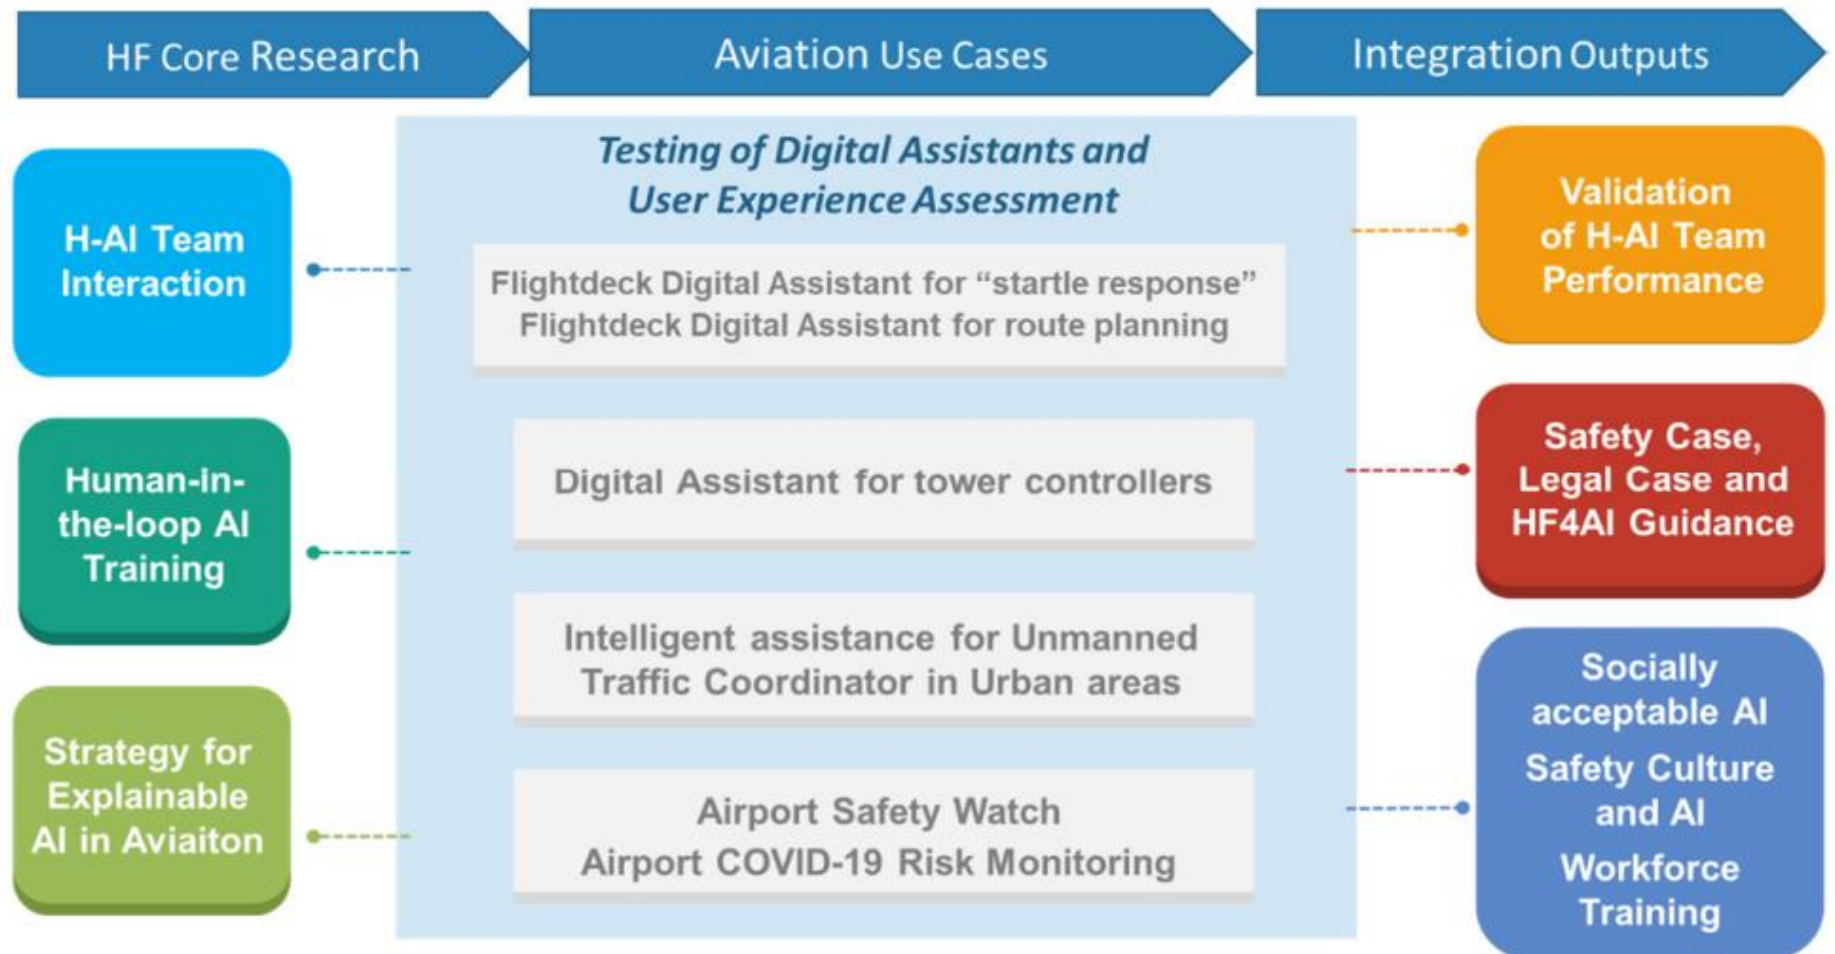 HF Core Research
Aviation Use Cases
Integration Outputs
H-AI Team
Interaction
Human-in-
the-loop AI
Training
Strategy for
Explainable
AI in Aviaiton
Testing of Digital Assistants and
User Experience Assessment
Flightdeck Digital Assistant for “startle response”
Flightdeck Digital Assistant for route planning
Digital Assistant for tower controllers
Intelligent assistance for Unmanned
Traffic Coordinator in Urban areas
Airport Safety Watch
Airport COVID-19 Risk Monitoring
Validation
of H-AI Team
Performance
Safety Case,
Legal Case and
HF4AI Guidance
Socially
acceptable AI
Safety Culture
and AI
Workforce
Training